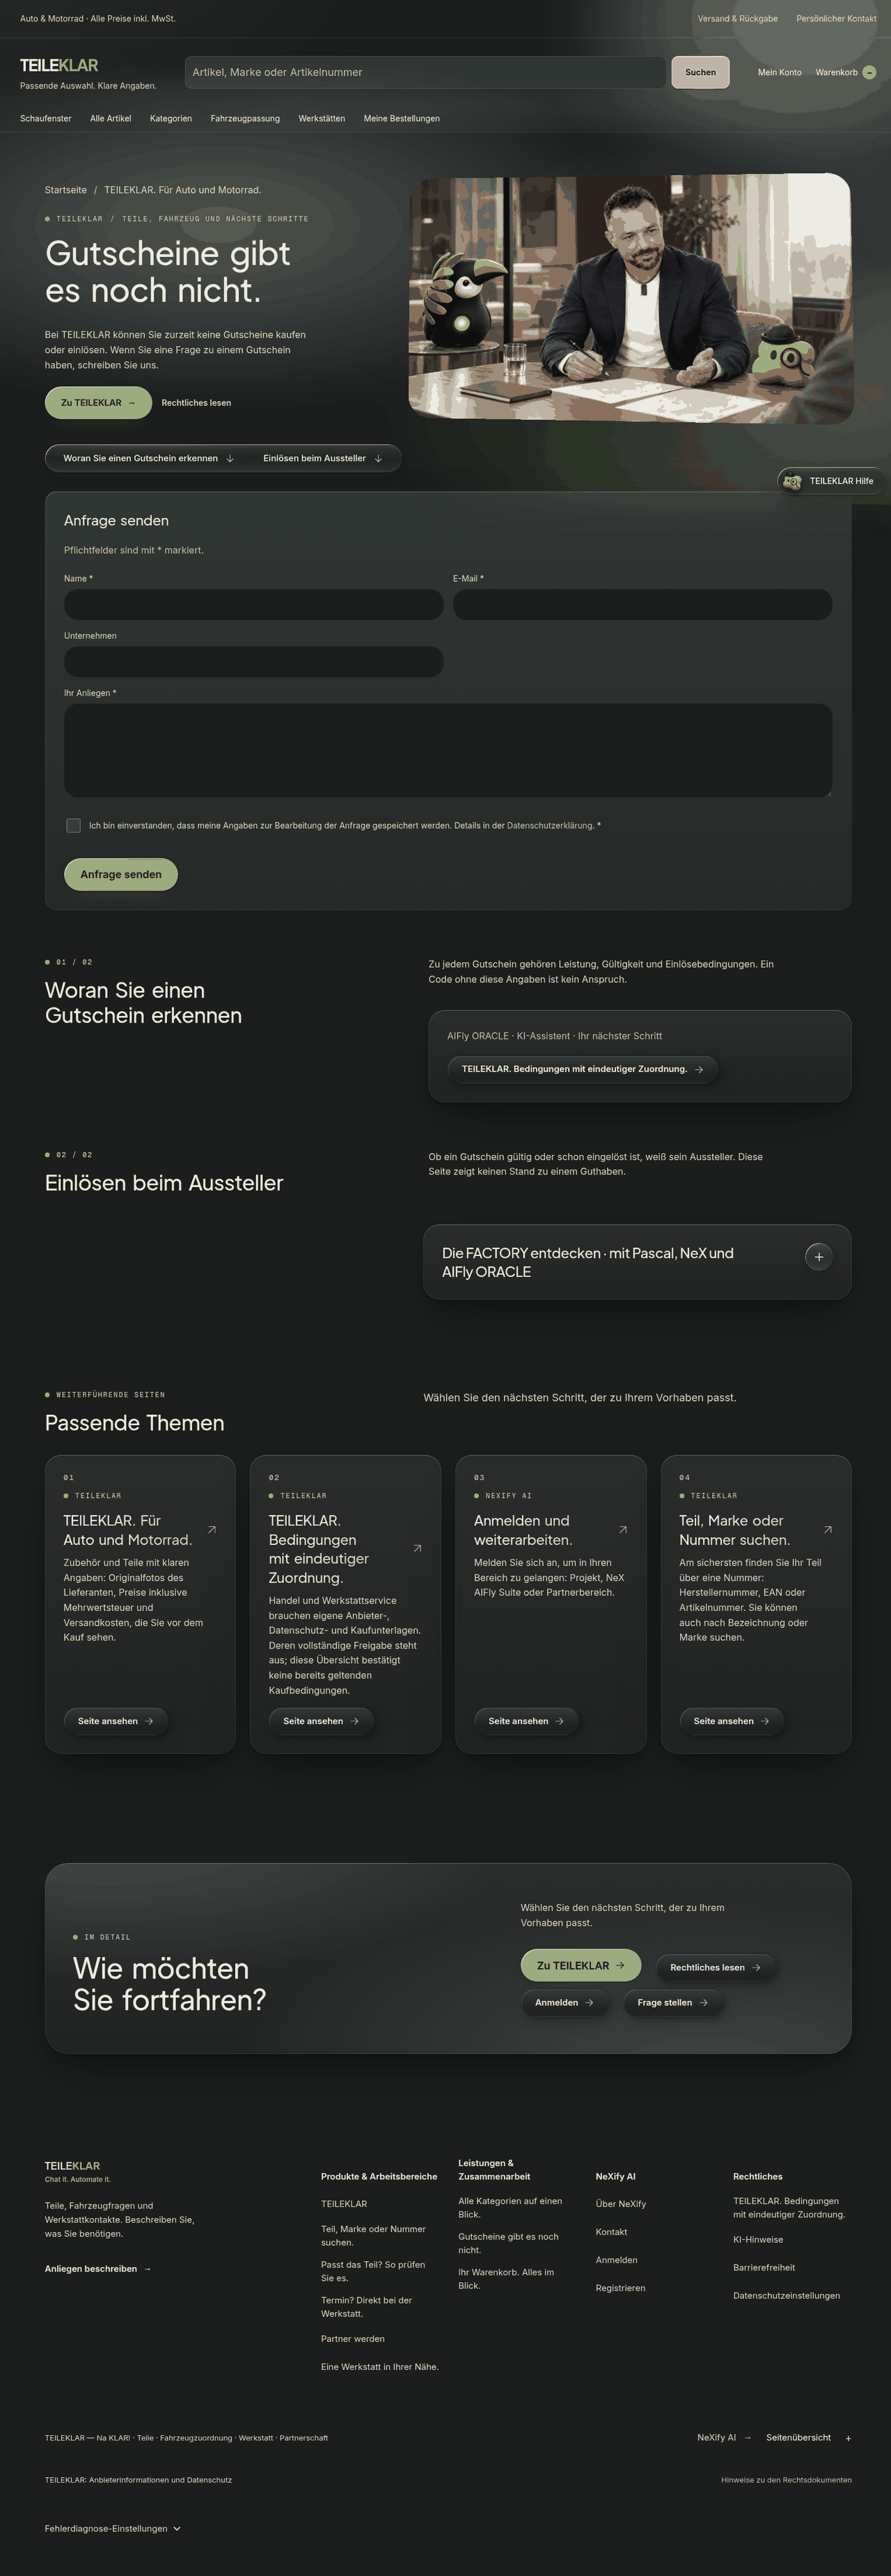 Auto & Motorrad · Alle Preise inkl. MwSt.
Versand & Rückgabe
Persönlicher Kontakt
TEILEKLAR
Passende Auswahl. Klare Angaben.
Artikel, Marke oder Artikelnummer
Suchen
Mein Konto
Warenkorb –
Schaufenster
Alle Artikel
Kategorien
Fahrzeugpassung
Werkstätten
Meine Bestellungen
Startseite / TEILEKLAR. Für Auto und Motorrad.
TEILEKLAR / TEILE, FAHRZEUG UND NÄCHSTE SCHRITTE
Gutscheine gibt
es noch nicht.
Bei TEILEKLAR können Sie zurzeit keine Gutscheine kaufen
oder einlösen. Wenn Sie eine Frage zu einem Gutschein
haben, schreiben Sie uns.
Zu TEILEKLAR →
Rechtliches lesen
Woran Sie einen Gutschein erkennen ↓
Einlösen beim Aussteller ↓
TEILEKLAR Hilfe
Anfrage senden
Pflichtfelder sind mit * markiert.
Name *
E-Mail *
Unternehmen
Ihr Anliegen *
Ich bin einverstanden, dass meine Angaben zur Bearbeitung der Anfrage gespeichert werden. Details in der Datenschutzerklärung. *
Anfrage senden
01 / 02
Woran Sie einen
Gutschein erkennen
Zu jedem Gutschein gehören Leistung, Gültigkeit und Einlösebedingungen. Ein
Code ohne diese Angaben ist kein Anspruch.
AIFly ORACLE · KI-Assistent · Ihr nächster Schritt
TEILEKLAR. Bedingungen mit eindeutiger Zuordnung. →
02 / 02
Einlösen beim Aussteller
Ob ein Gutschein gültig oder schon eingelöst ist, weiß sein Aussteller. Diese
Seite zeigt keinen Stand zu einem Guthaben.
Die FACTORY entdecken · mit Pascal, NeX und
AIFly ORACLE
+
WEITERFÜHRENDE SEITEN
Passende Themen
Wählen Sie den nächsten Schritt, der zu Ihrem Vorhaben passt.
01
TEILEKLAR
TEILEKLAR. Für
Auto und Motorrad. ↗
Zubehör und Teile mit klaren
Angaben: Originalfotos des
Lieferanten, Preise inklusive
Mehrwertsteuer und
Versandkosten, die Sie vor dem
Kauf sehen.
Seite ansehen →
02
TEILEKLAR
TEILEKLAR.
Bedingungen
mit eindeutiger
Zuordnung. ↗
Handel und Werkstattservice
brauchen eigene Anbieter-,
Datenschutz- und Kaufunterlagen.
Deren vollständige Freigabe steht
aus; diese Übersicht bestätigt
keine bereits geltenden
Kaufbedingungen.
Seite ansehen →
03
NEXIFY AI
Anmelden und
weiterarbeiten. ↗
Melden Sie sich an, um in Ihren
Bereich zu gelangen: Projekt, NeX
AIFly Suite oder Partnerbereich.
Seite ansehen →
04
TEILEKLAR
Teil, Marke oder
Nummer suchen. ↗
Am sichersten finden Sie Ihr Teil
über eine Nummer:
Herstellernummer, EAN oder
Artikelnummer. Sie können
auch nach Bezeichnung oder
Marke suchen.
Seite ansehen →
IM DETAIL
Wie möchten
Sie fortfahren?
Wählen Sie den nächsten Schritt, der zu Ihrem
Vorhaben passt.
Zu TEILEKLAR →
Rechtliches lesen →
Anmelden →
Frage stellen →
TEILEKLAR
Chat it. Automate it.
Teile, Fahrzeugfragen und
Werkstattkontakte. Beschreiben Sie,
was Sie benötigen.
Anliegen beschreiben →
Produkte & Arbeitsbereiche
TEILEKLAR
Teil, Marke oder Nummer
suchen.
Passt das Teil? So prüfen
Sie es.
Termin? Direkt bei der
Werkstatt.
Partner werden
Eine Werkstatt in Ihrer Nähe.
Leistungen &
Zusammenarbeit
Alle Kategorien auf einen
Blick.
Gutscheine gibt es noch
nicht.
Ihr Warenkorb. Alles im
Blick.
NeXify AI
Über NeXify
Kontakt
Anmelden
Registrieren
Rechtliches
TEILEKLAR. Bedingungen
mit eindeutiger Zuordnung.
KI-Hinweise
Barrierefreiheit
Datenschutzeinstellungen
TEILEKLAR — Na KLAR! · Teile · Fahrzeugzuordnung · Werkstatt · Partnerschaft
NeXify AI →
Seitenübersicht +
TEILEKLAR: Anbieterinformationen und Datenschutz
Hinweise zu den Rechtsdokumenten
Fehlerdiagnose-Einstellungen